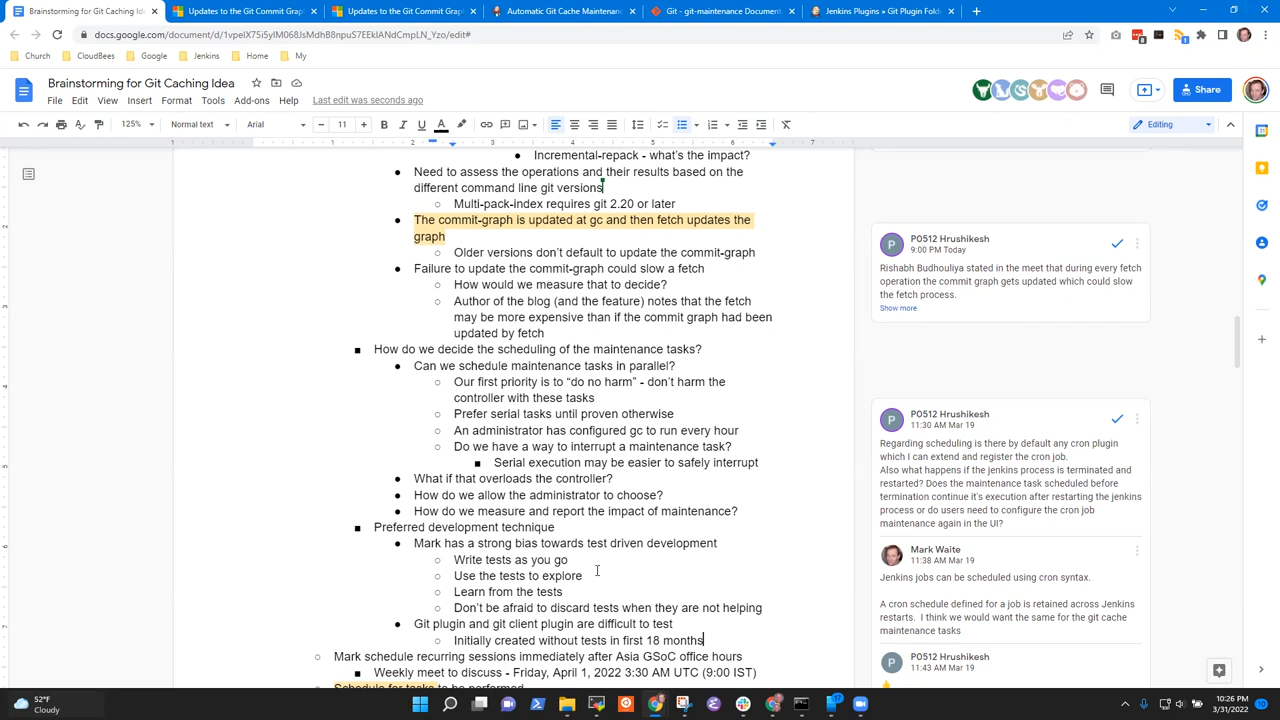 Brainstorming for Git Caching Idea
Updates to the Git Commit Grap
Updates to the Git Commit Grap
Automatic Git Cache Maintenanc
Git - git-maintenance Document
Jenkins Plugins » Git Plugin Fold
docs.google.com/document/d/
Church
CloudBees
Google
Jenkins
Home
My
Brainstorming for Git Caching Idea
File Edit View Insert Format Tools Add-ons Help Last edit was seconds ago
Share
125% Normal text Arial 11
Editing
Incremental-repack - what's the impact?
Need to assess the operations and their results based on the
different command line git versions
Multi-pack-index requires git 2.20 or later
The commit-graph is updated at gc and then fetch updates the
graph
Older versions don't default to update the commit-graph
Failure to update the commit-graph could slow a fetch
How would we measure that to decide?
Author of the blog (and the feature) notes that the fetch
may be more expensive than if the commit graph had been
updated by fetch
How do we decide the scheduling of the maintenance tasks?
Can we schedule maintenance tasks in parallel?
Our first priority is to “do no harm” - don't harm the
controller with these tasks
Prefer serial tasks until proven otherwise
An administrator has configured gc to run every hour
Do we have a way to interrupt a maintenance task?
Serial execution may be easier to safely interrupt
What if that overloads the controller?
How do we allow the administrator to choose?
How do we measure and report the impact of maintenance?
Preferred development technique
Mark has a strong bias towards test driven development
Write tests as you go
Use the tests to explore
Learn from the tests
Don't be afraid to discard tests when they are not helping
Git plugin and git client plugin are difficult to test
Initially created without tests in first 18 months
Mark schedule recurring sessions immediately after Asia GSoC office hours
Weekly meet to discuss - Friday, April 1, 2022 3:30 AM UTC (9:00 IST)
Schedule for tasks to be performed
P0512 Hrushikesh
9:00 PM Today
Rishabh Budhouliya stated in the meet that during every fetch
operation the commit graph gets updated which could slow
the fetch process.
Show more
P0512 Hrushikesh
11:30 AM Mar 19
Regarding scheduling is there by default any cron plugin
which I can extend and register the cron job.
Also what happens if the jenkins process is terminated and
restarted? Does the maintenance task scheduled before
termination continue it's execution after restarting the jenkins
process or do users need to configure the cron job
maintenance again in the UI?
Mark Waite
11:38 AM Mar 19
Jenkins jobs can be scheduled using cron syntax.
A cron schedule defined for a job is retained across Jenkins
restarts. I think we would want the same for the git cache
maintenance tasks
P0512 Hrushikesh
11:43 AM Mar 19
52°F
Cloudy
10:26 PM
3/31/2022